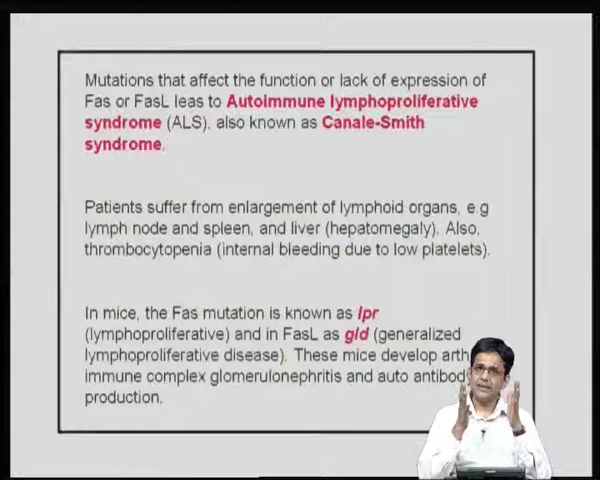 Mutations that affect the function or lack of expression of
Fas or FasL leas to Autoimmune lymphoproliferative
syndrome (ALS), also known as Canale-Smith
syndrome.
Patients suffer from enlargement of lymphoid organs, e.g
lymph node and spleen, and liver (hepatomegaly). Also,
thrombocytopenia (internal bleeding due to low platelets).
In mice, the Fas mutation is known as lpr
(lymphoproliferative) and in FasL as gld (generalized
lymphoproliferative disease). These mice develop
immune complex glomerulonephritis and auto
production.